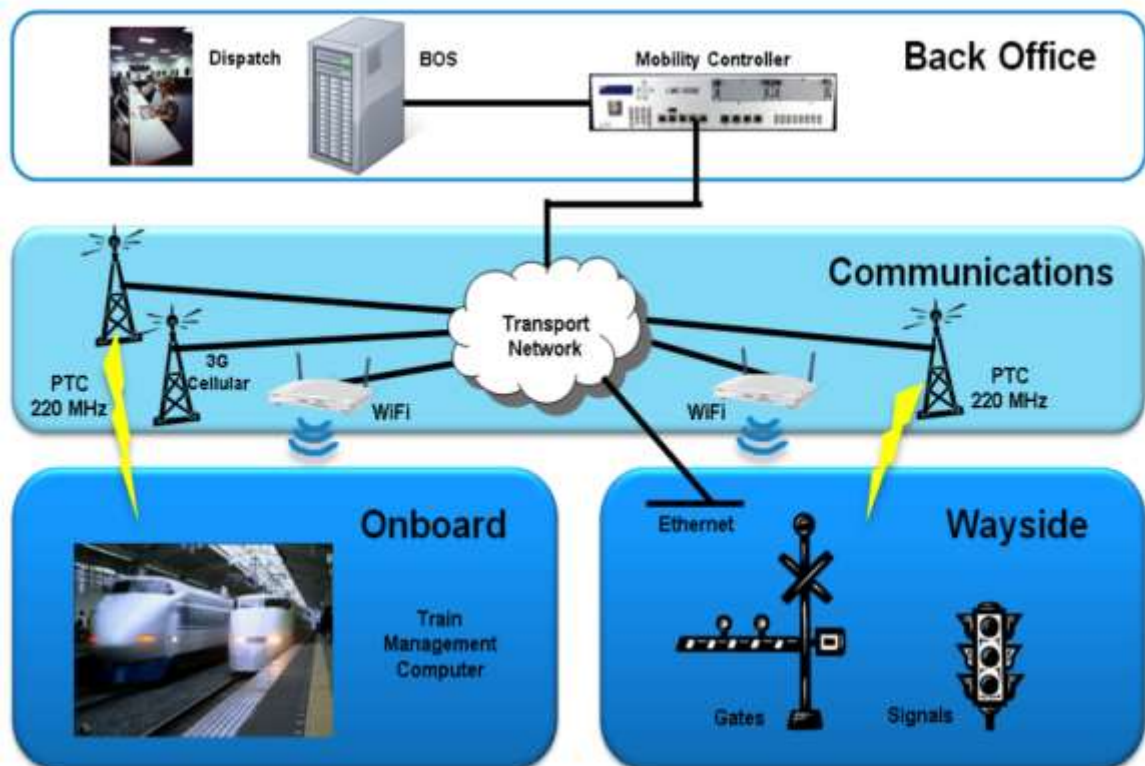 Dispatch
BOS
Mobility Controller
Back Office
Communications
Transport
Network
3G
Cellular
PTC
220 MHz
WiFi
WiFi
PTC
220 MHz
Onboard
Train
Management
Computer
Ethernet
Wayside
Gates
Signals